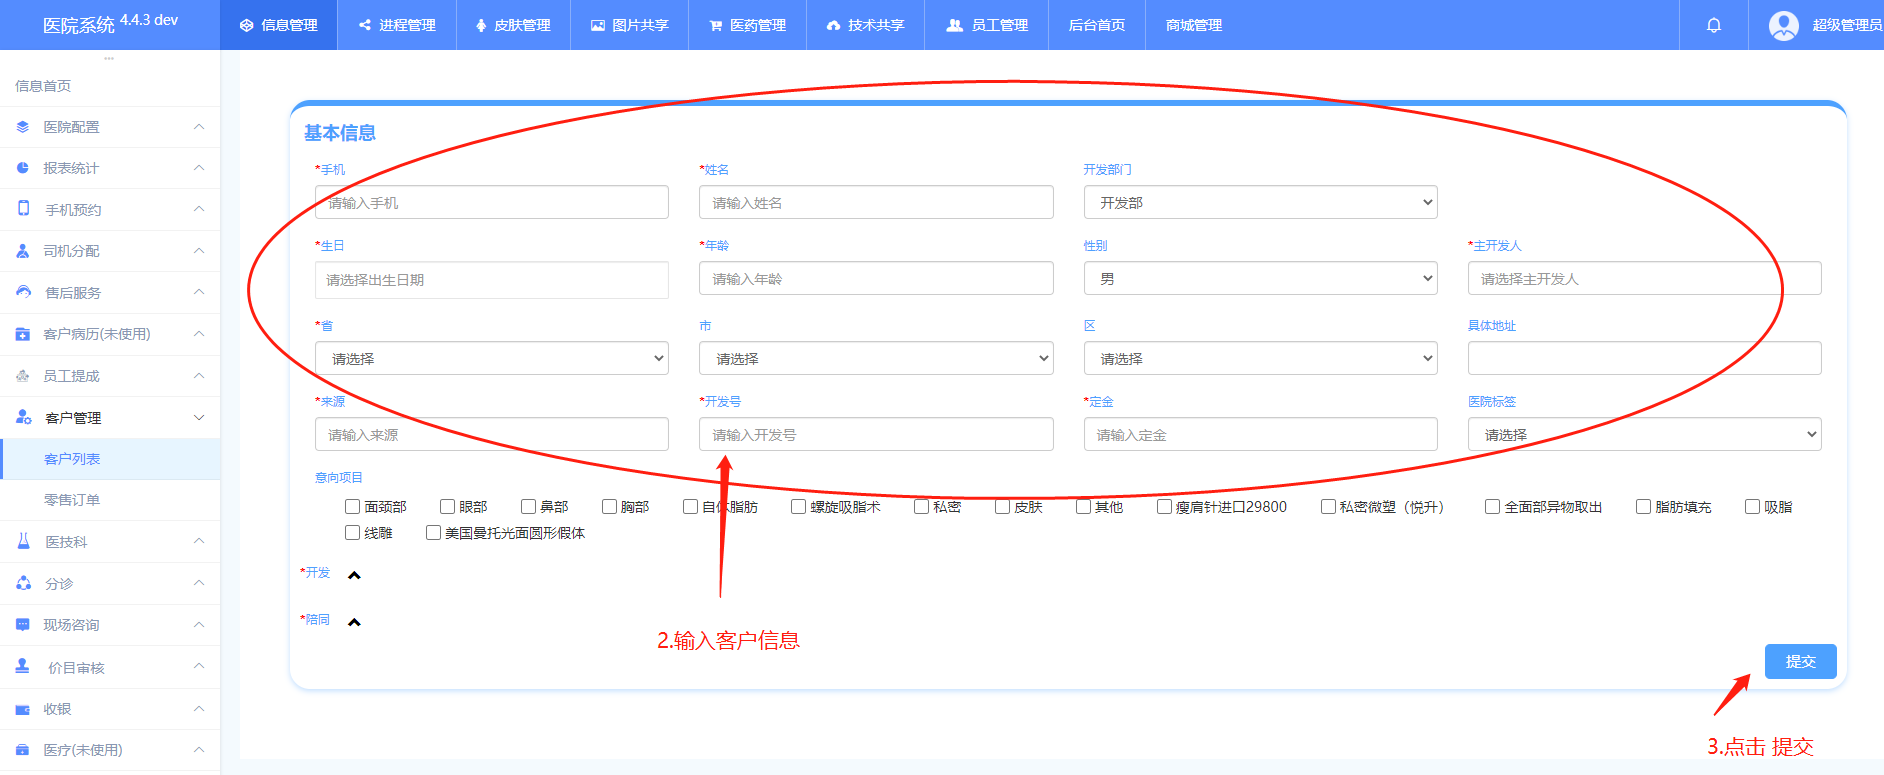 医院系统 4.4.3 dev
信息管理 进程管理 皮肤管理 图片共享 医药管理 技术共享 员工管理 后台首页 商城管理 超级管理员
信息首页
医院配置
报表统计
手机预约
司机分配
售后服务
客户病历(未使用)
员工提成
客户管理
客户列表
零售订单
医技科
分诊
现场咨询
价目审核
收银
医疗(未使用)
基本信息
*手机 *姓名 开发部门
请输入手机 请输入姓名 开发部
*生日 *年龄 性别 *主开发人
请选择出生日期 请输入年龄 男 请选择主开发人
*省 市 区 具体地址
请选择 请选择 请选择
*来源 *开发号 *定金 医院标签
请输入来源 请输入开发号 请输入定金 请选择
意向项目
面颈部 眼部 鼻部 胸部 自体脂肪 螺旋吸脂术 私密 皮肤 其他 瘦肩针进口29800 私密微塑（悦升） 全面部异物取出 脂肪填充 吸脂
线雕 美国曼托光面圆形假体
*开发
*陪同
2.输入客户信息
提交
3.点击 提交